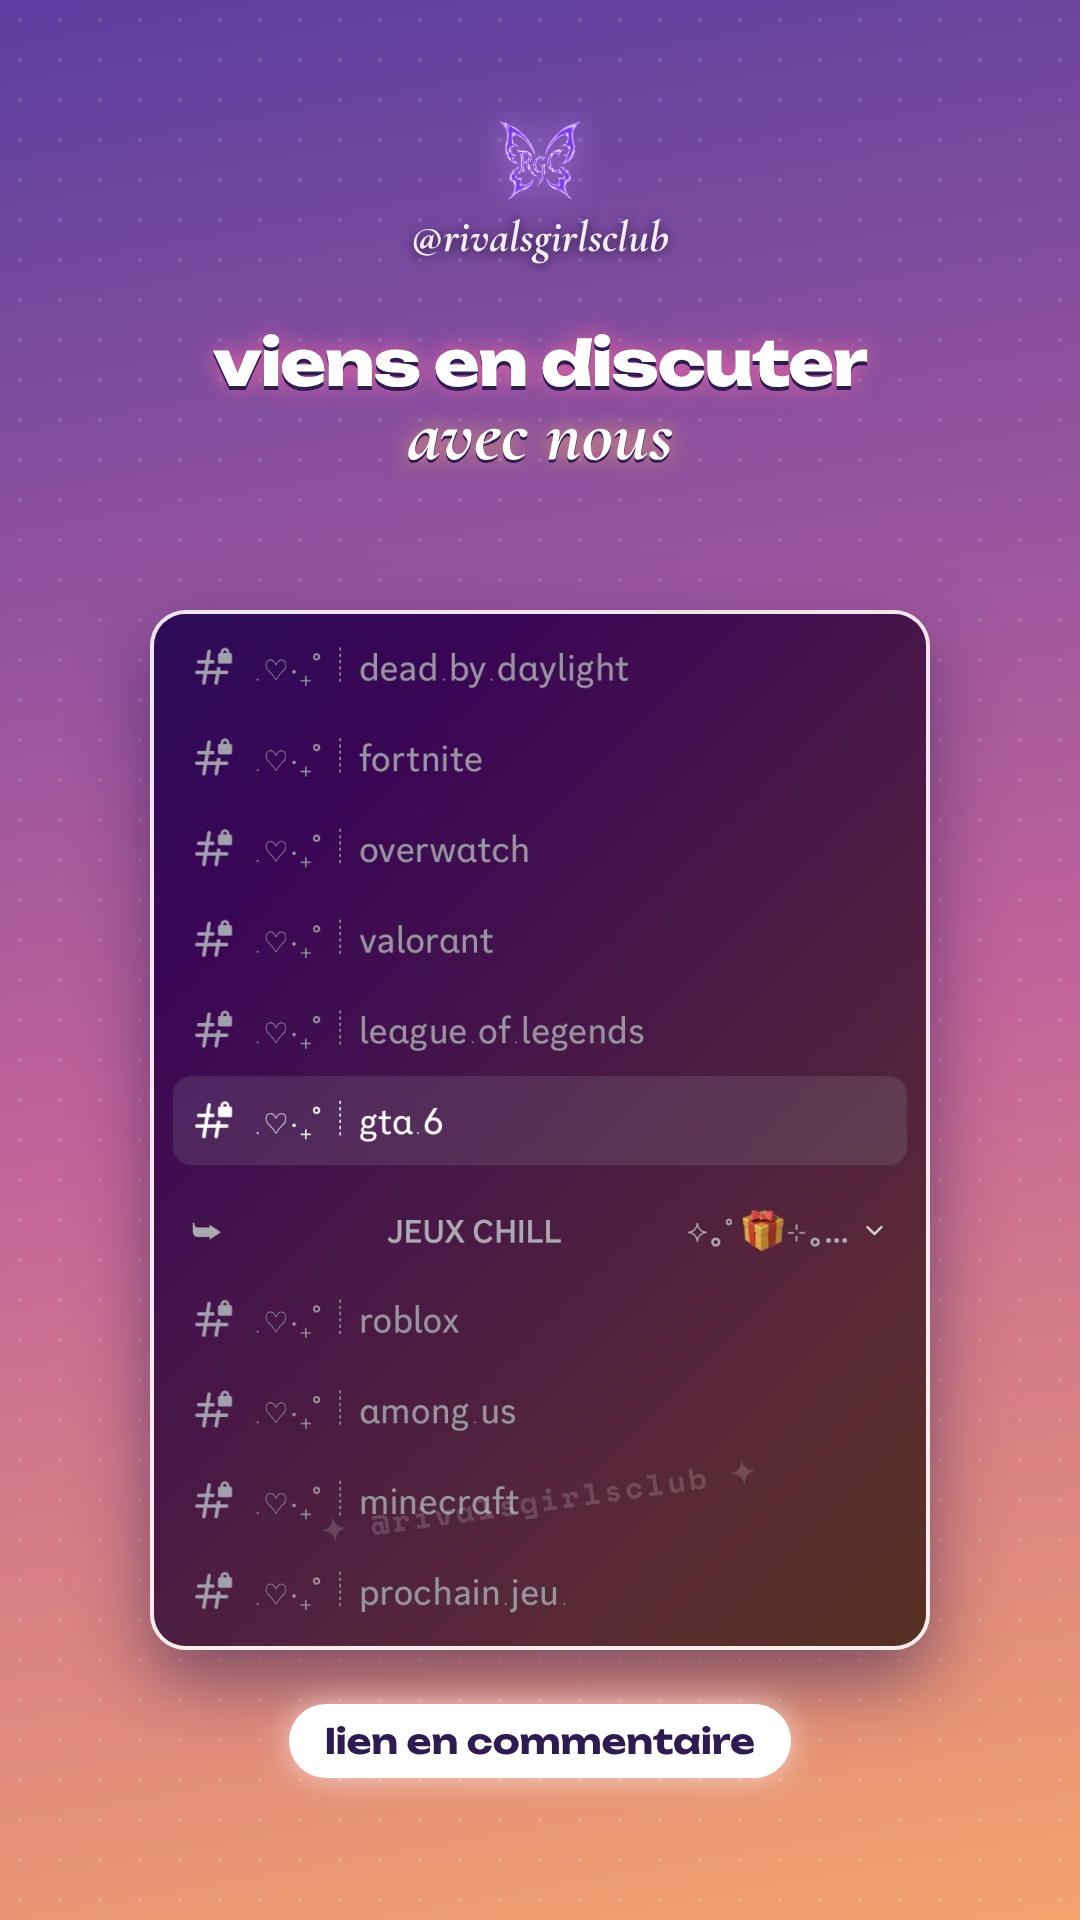 RGC
@rivalsgirlsclub
viens en discuter
avec nous
# .♡‧₊˚ ┊ dead.by.daylight
# .♡‧₊˚ ┊ fortnite
# .♡‧₊˚ ┊ overwatch
# .♡‧₊˚ ┊ valorant
# .♡‧₊˚ ┊ league.of.legends
# .♡‧₊˚ ┊ gta.6
JEUX CHILL ✧｡˚🎁⊹｡…
# .♡‧₊˚ ┊ roblox
# .♡‧₊˚ ┊ among.us
# .♡‧₊˚ ┊ minecraft
✦ @rivalsgirlsclub ✦
# .♡‧₊˚ ┊ prochain.jeu.
lien en commentaire